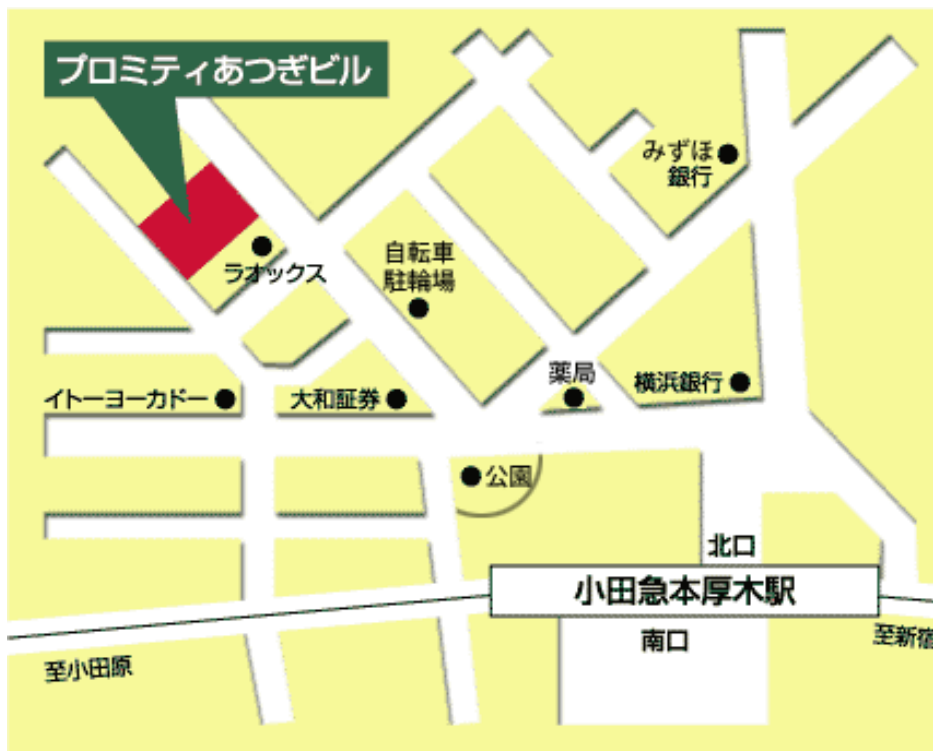 プロミティあつぎビル
みずほ
銀行
ラオックス
自転車
駐輪場
薬局
横浜銀行
イトーヨーカドー
大和証券
公園
北口
小田急本厚木駅
南口
至新宿
至小田原